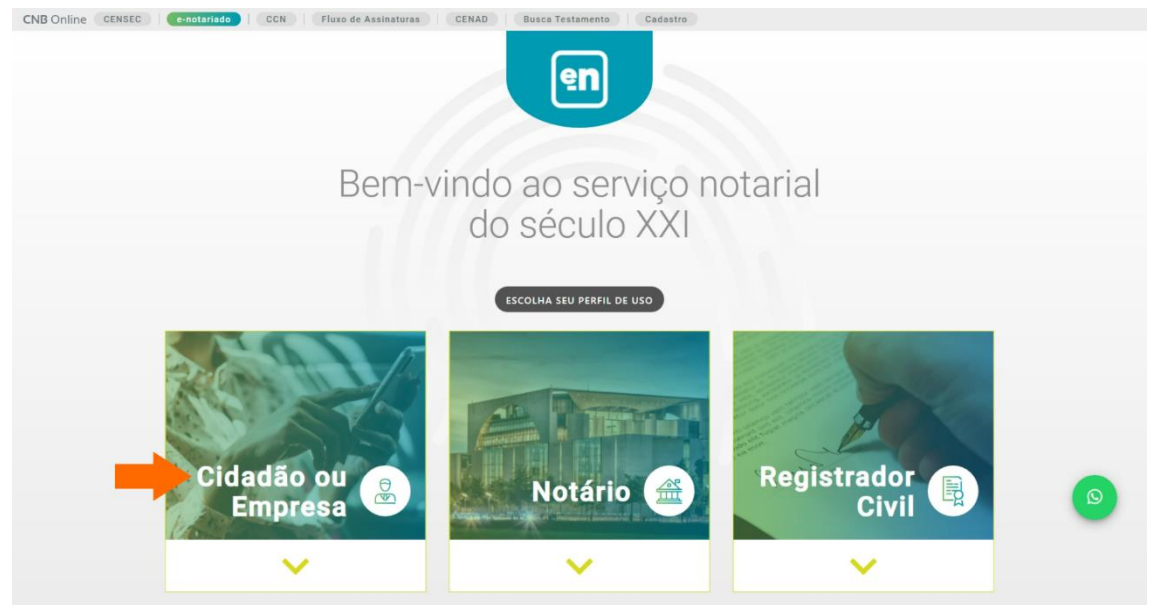 CNB Online CENSEC e-notariado CCN Fluxo de Assinaturas CENAD Busca Testamento Cadastro
en
Bem-vindo ao serviço notarial
do século XXI
ESCOLHA SEU PERFIL DE USO
Cidadão ou
Empresa
Notário
Registrador
Civil